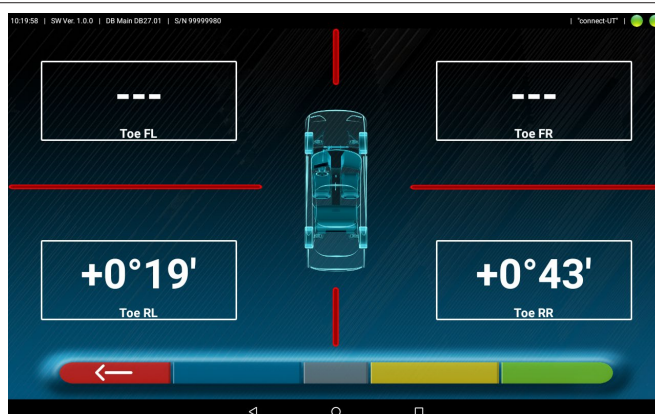 10:19:58 | SW Ver. 1.0.0 | DB Main DB27.01 | S/N 99999980 | "connect-UT" |
--- ---
Toe FL Toe FR
+0°19' +0°43'
Toe RL Toe RR